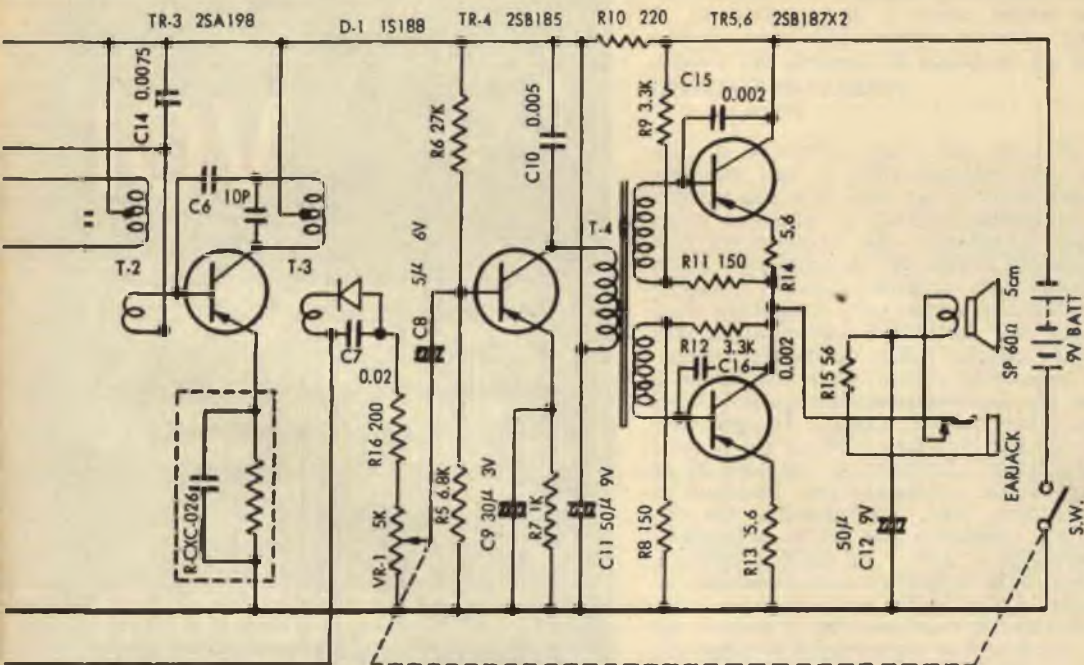 TR-3 2SA198
D-1 1S188
TR-4 2SB185
R10 220
TR5,6 2SB187X2
C14 0.0075
C6
10P
T-2
T-3
C7
0.02
R-CXC-026
R16 200
VR-1 5K
5μ 6V
C8
R6 27K
R5 6.8K
C10 0.005
C9 30μ 3V
R7 1K
T-4
C11 50μ 9V
R9 3.3K
C15
0.002
R11 150
5.6
R14
R12 3.3K
C16
0.002
R8 150
R13 5.6
R15 56
50μ
C12 9V
SP 60Ω 5cm
9V BATT
EARJACK
S.W.